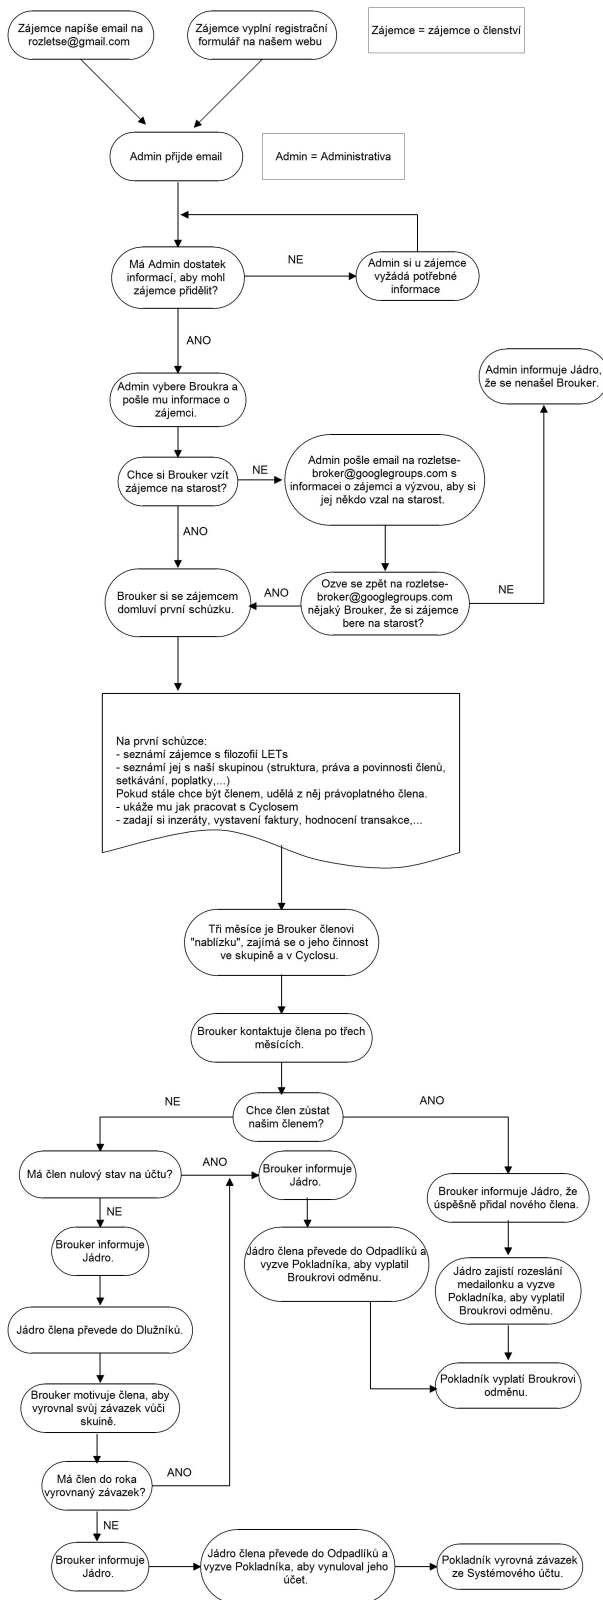 Zájemce napíše email na
rozletse@gmail.com
Zájemce vyplní registrační
formulář na našem webu
Zájemce = zájemce o členství
Admin přijde email
Admin = Administrativa
Má Admin dostatek
informací, aby mohl
zájemce přidělit?
NE
Admin si u zájemce
vyžádá potřebné
informace
ANO
Admin vybere Broukra a
pošle mu informace o
zájemci.
Admin informuje Jádro,
že se nenašel Brouker.
Chce si Brouker vzít
zájemce na starost?
NE
Admin pošle email na rozletse-
broker@googlegroups.com s
informacei o zájemci a výzvou, aby si
jej někdo vzal na starost.
ANO
Brouker si se zájemcem
domluví první schůzku.
ANO
Ozve se zpět na rozletse-
broker@googlegroups.com
nějaký Brouker, že si zájemce
bere na starost?
NE
Na první schůzce:
- seznámí zájemce s filozofií LETs
- seznámí jej s naší skupinou (struktura, práva a povinnosti členů,
setkávání, poplatky,...)
Pokud stále chce být členem, udělá z něj právoplatného člena.
- ukáže mu jak pracovat s Cyclosem
- zadají si inzeráty, vystavení faktury, hodnocení transakce,...
Tři měsíce je Brouker členovi
"nablízku", zajímá se o jeho činnost
ve skupině a v Cyclosu.
Brouker kontaktuje člena po třech
měsících.
NE
Chce člen zůstat
našim členem?
ANO
Má člen nulový stav na účtu?
ANO
Brouker informuje
Jádro.
Brouker informuje Jádro, že
úspěšně přidal nového člena.
NE
Brouker informuje
Jádro.
Jádro člena převede do Odpadlíků a
vyzve Pokladníka, aby vyplatil
Broukrovi odměnu.
Jádro zajistí rozeslání
medailonku a vyzve
Pokladníka, aby vyplatil
Broukrovi odměnu.
Jádro člena převede do Dlužníků.
Pokladník vyplatí Broukrovi
odměnu.
Brouker motivuje člena, aby
vyrovnal svůj závazek vůči
skuině.
Má člen do roka
vyrovnaný závazek?
ANO
NE
Brouker informuje
Jádro.
Jádro člena převede do Odpadlíků a
vyzve Pokladníka, aby vynuloval jeho
účet.
Pokladník vyrovná závazek
ze Systémového účtu.